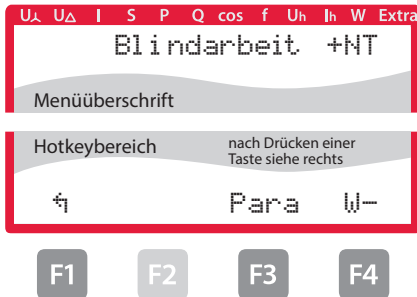 U⅄ U△ I S P Q cos f Uh Ih W Extra
Blindarbeit +NT
Menüüberschrift
Hotkeybereich
nach Drücken einer
Taste siehe rechts
↰ Para W-
F1 F2 F3 F4